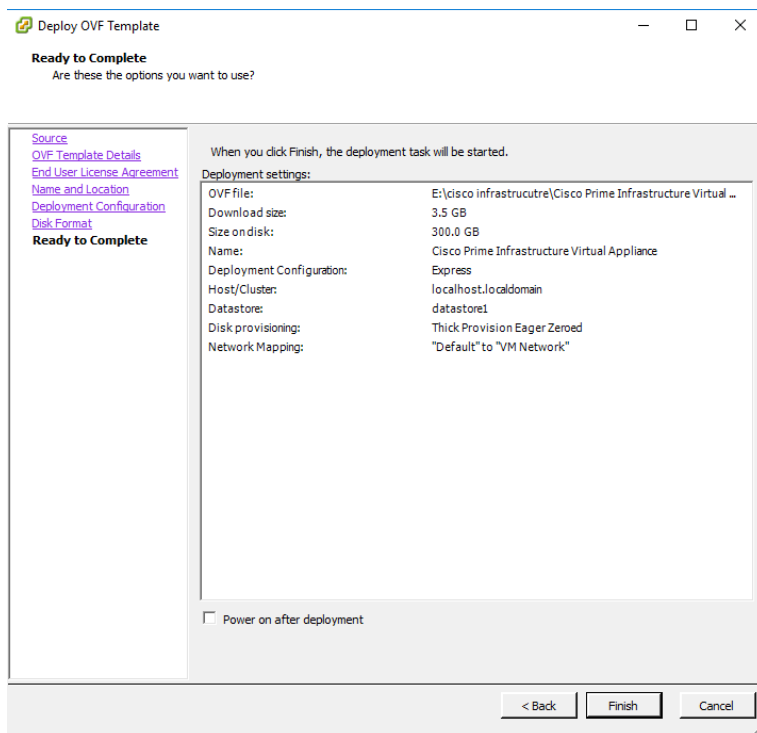 Deploy OVF Template
Ready to Complete
Are these the options you want to use?
Source
OVF Template Details
End User License Agreement
Name and Location
Deployment Configuration
Disk Format
Ready to Complete
When you click Finish, the deployment task will be started.
Deployment settings:
OVF file: E:\cisco infrastrucutre\Cisco Prime Infrastructure Virtual ...
Download size: 3.5 GB
Size on disk: 300.0 GB
Name: Cisco Prime Infrastructure Virtual Appliance
Deployment Configuration: Express
Host/Cluster: localhost.localdomain
Datastore: datastore1
Disk provisioning: Thick Provision Eager Zeroed
Network Mapping: "Default" to "VM Network"
Power on after deployment
< Back Finish Cancel